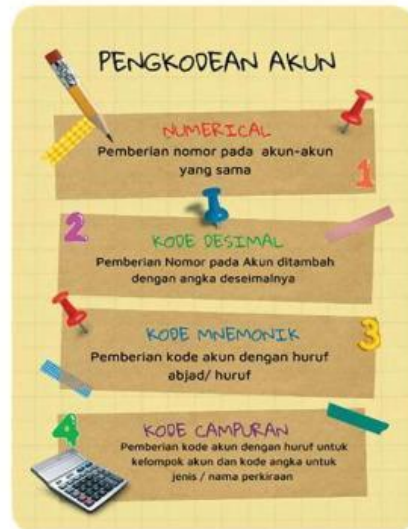 PENGKODEAN AKUN
NUMERICAL
Pemberian nomor pada akun-akun
yang sama
1
2
KODE DESIMAL
Pemberian Nomor pada Akun ditambah
dengan angka deseimalnya
KODE MNEMONIK
3
Pemberian kode akun dengan huruf
abjad/ huruf
4
KODE CAMPURAN
Pemberian kode akun dengan huruf untuk
kelompok akun dan kode angka untuk
jenis / nama perkiraan